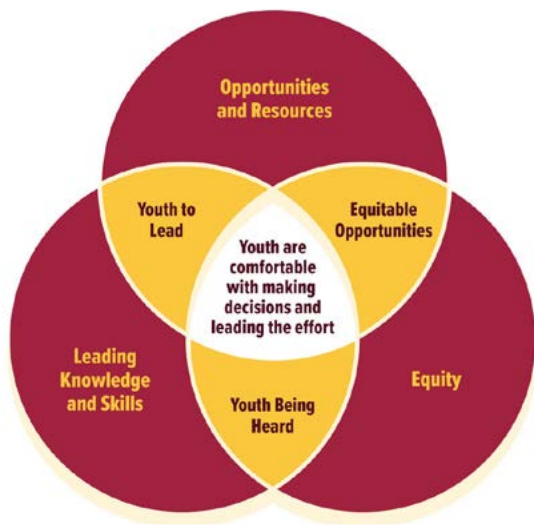 Opportunities
and Resources
Youth to
Lead
Equitable
Opportunities
Youth are
comfortable
with making
decisions and
leading the effort
Leading
Knowledge
and Skills
Equity
Youth Being
Heard